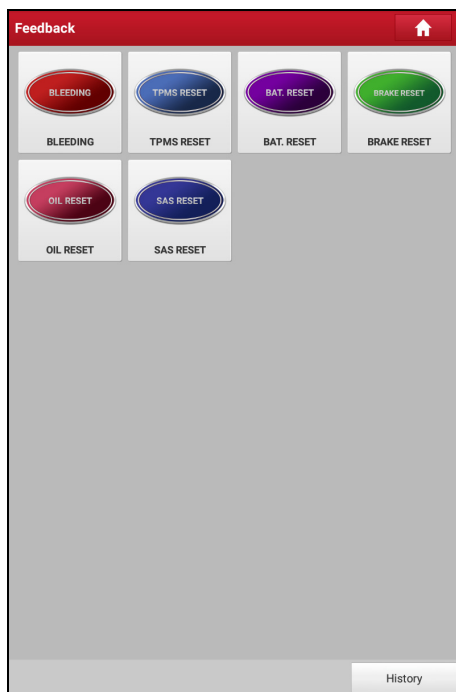 Feedback
BLEEDING TPMS RESET BAT. RESET BRAKE RESET
BLEEDING TPMS RESET BAT. RESET BRAKE RESET
OIL RESET SAS RESET
OIL RESET SAS RESET
History